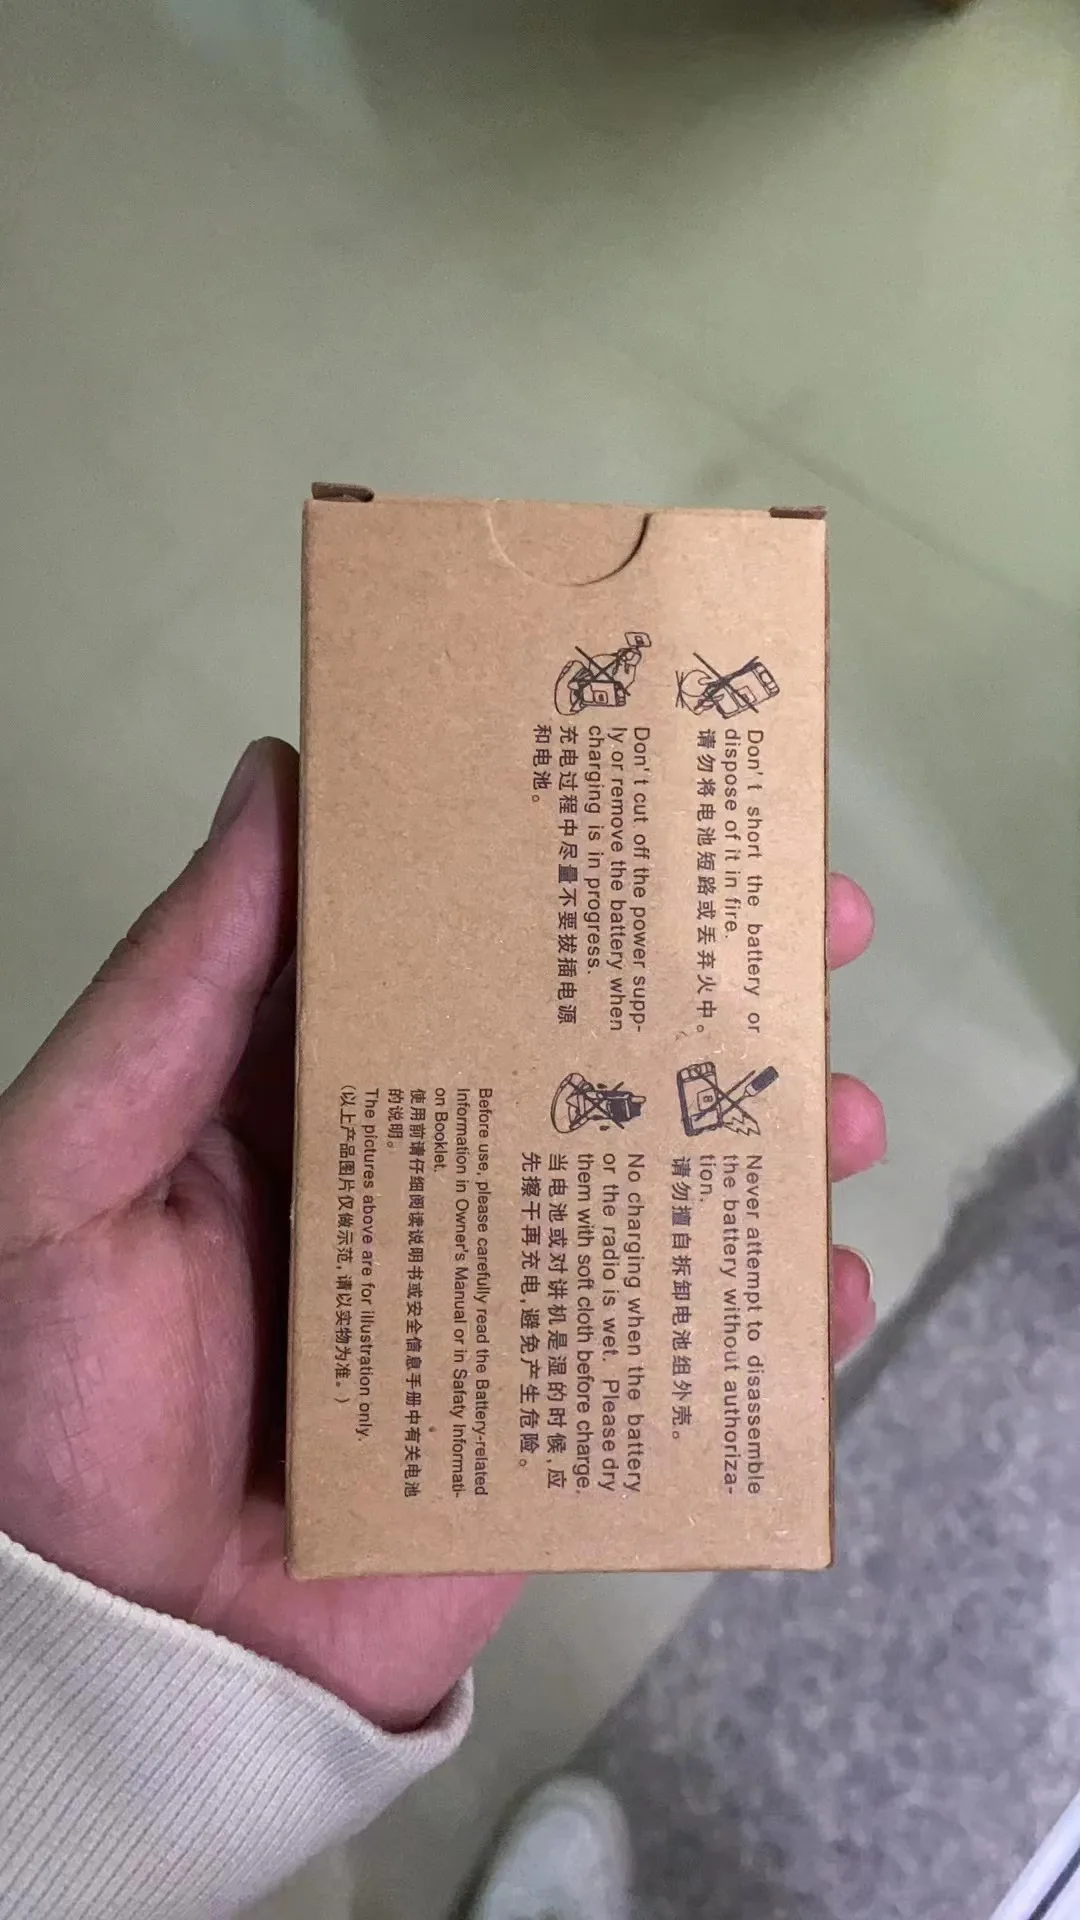 Don't short the battery or
dispose of it in fire.
请勿将电池短路或丢弃火中。
Never attempt to disassemble
the battery without authoriza-
tion.
请勿擅自拆卸电池组外壳。
Don't cut off the power supp-
ly or remove the battery when
charging is in progress.
充电过程中尽量不要拔插电源
和电池。
No charging when the battery
or the radio is wet. Please dry
them with soft cloth before charge.
当电池或对讲机是湿的时候,应
先擦干再充电,避免产生危险。
Before use, please carefully read the Battery-related
Information in Owner's Manual or in Safaty Informati-
on Booklet.
使用前请仔细阅读说明书或安全信息手册中有关电池
的说明。
The pictures above are for illustration only.
(以上产品图片仅做示范,请以实物为准。)